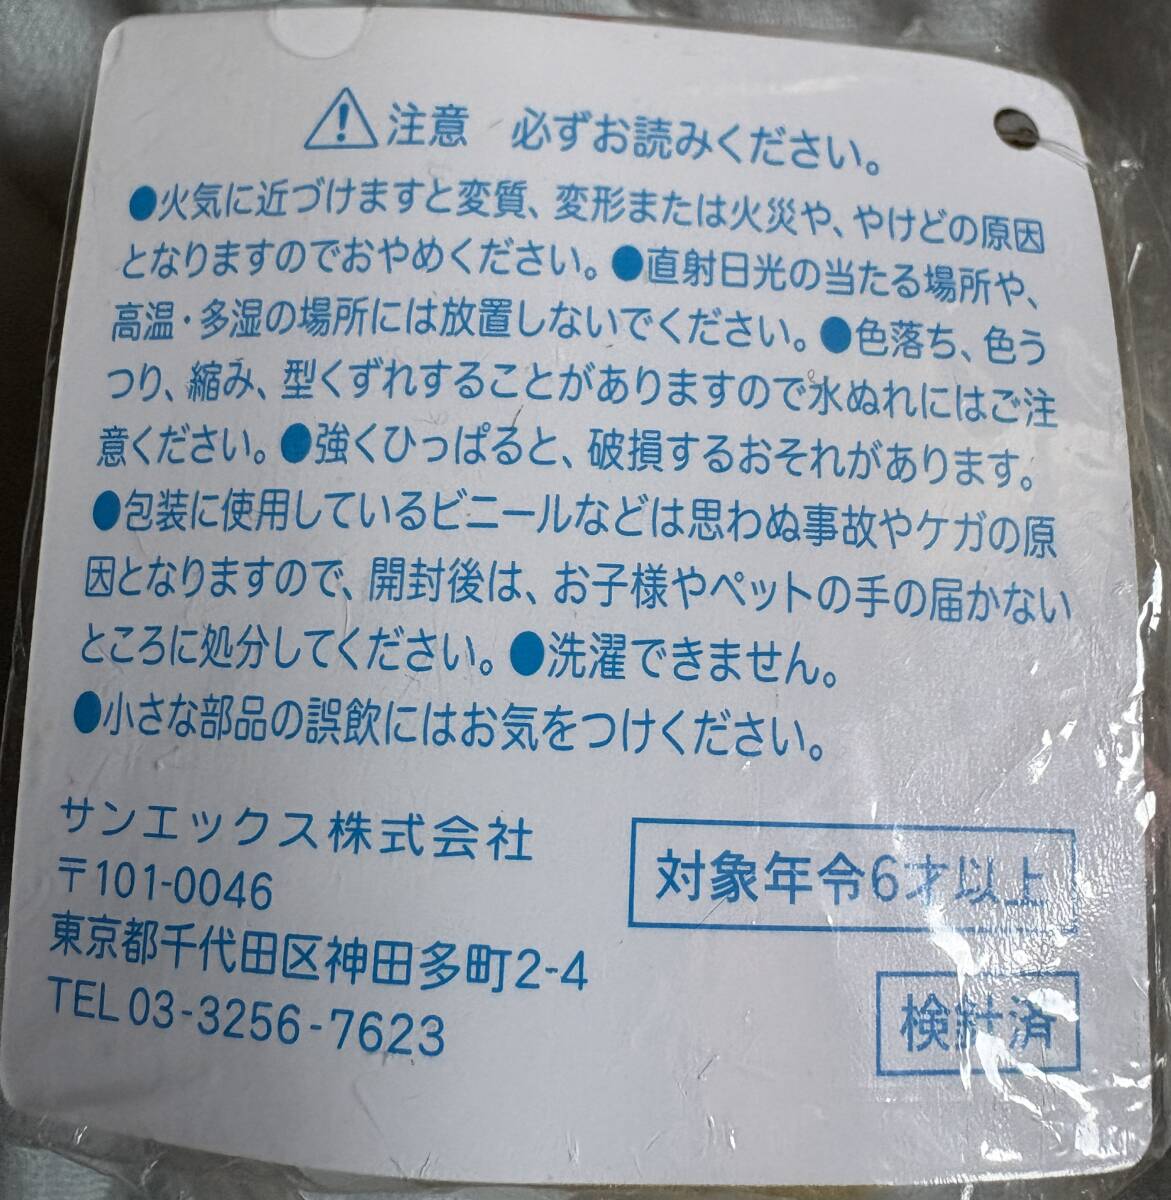 注意 必ずお読みください。
●火気に近づけますと変質、変形または火災や、やけどの原因
となりますのでおやめください。●直射日光の当たる場所や、
高温・多湿の場所には放置しないでください。●色落ち、色う
つり、縮み、型くずれすることがありますので水ぬれにはご注
意ください。●強くひっぱると、破損するおそれがあります。
●包装に使用しているビニールなどは思わぬ事故やケガの原
因となりますので、開封後は、お子様やペットの手の届かない
ところに処分してください。●洗濯できません。
●小さな部品の誤飲にはお気をつけください。
サンエックス株式会社
〒101-0046
東京都千代田区神田多町2-4
TEL 03-3256-7623
対象年令6才以上
検針済